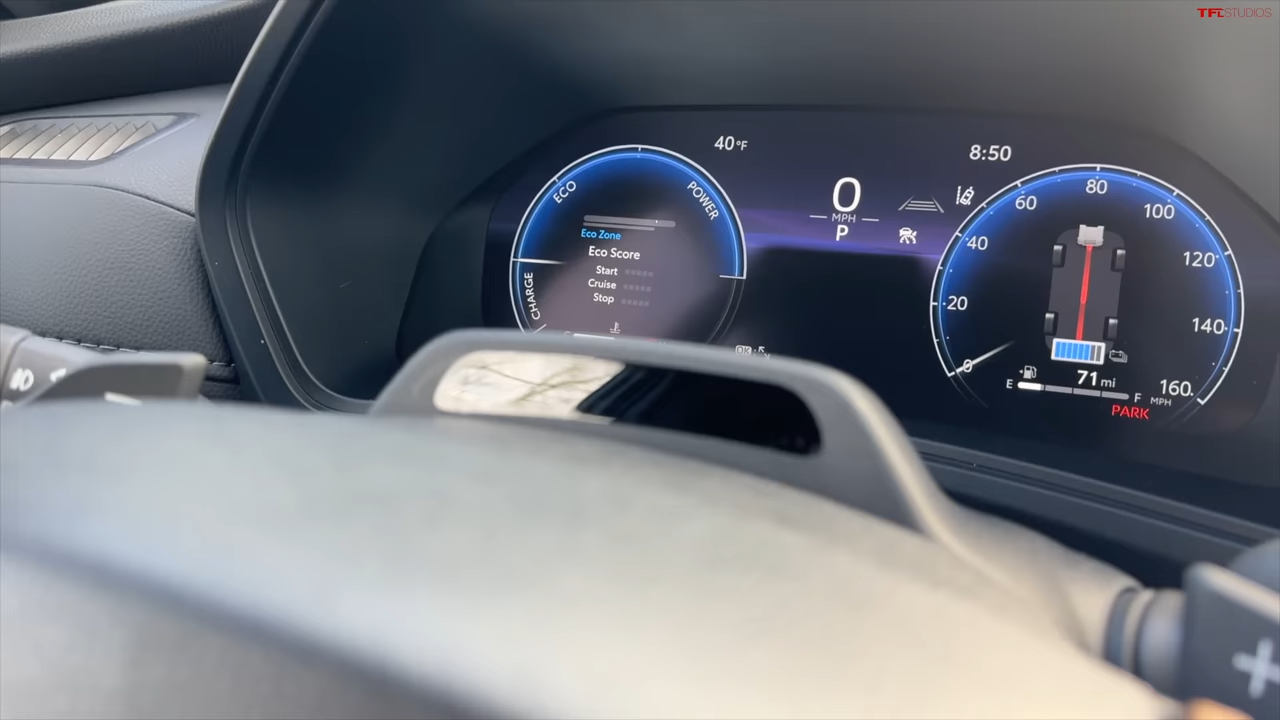 TFLSTUDIOS
40°F
8:50
0
MPH
P
ECO
POWER
CHARGE
Eco Zone
Eco Score
Start
Cruise
Stop
OK
0
20
40
60
80
100
120
140
160
MPH
71 mi
E
F
PARK
+